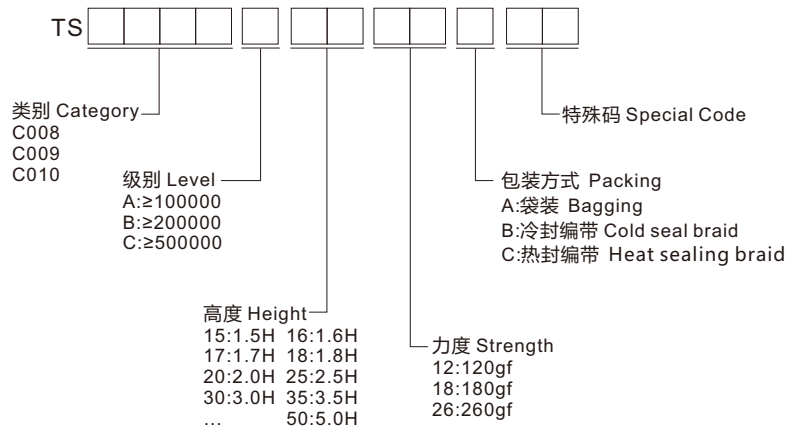 TS
类别 Category
C008
C009
C010
特殊码 Special Code
级别 Level
A:≥100000
B:≥200000
C:≥500000
包装方式 Packing
A:袋装 Bagging
B:冷封编带 Cold seal braid
C:热封编带 Heat sealing braid
高度 Height
15:1.5H 16:1.6H
17:1.7H 18:1.8H
20:2.0H 25:2.5H
30:3.0H 35:3.5H
... 50:5.0H
力度 Strength
12:120gf
18:180gf
26:260gf